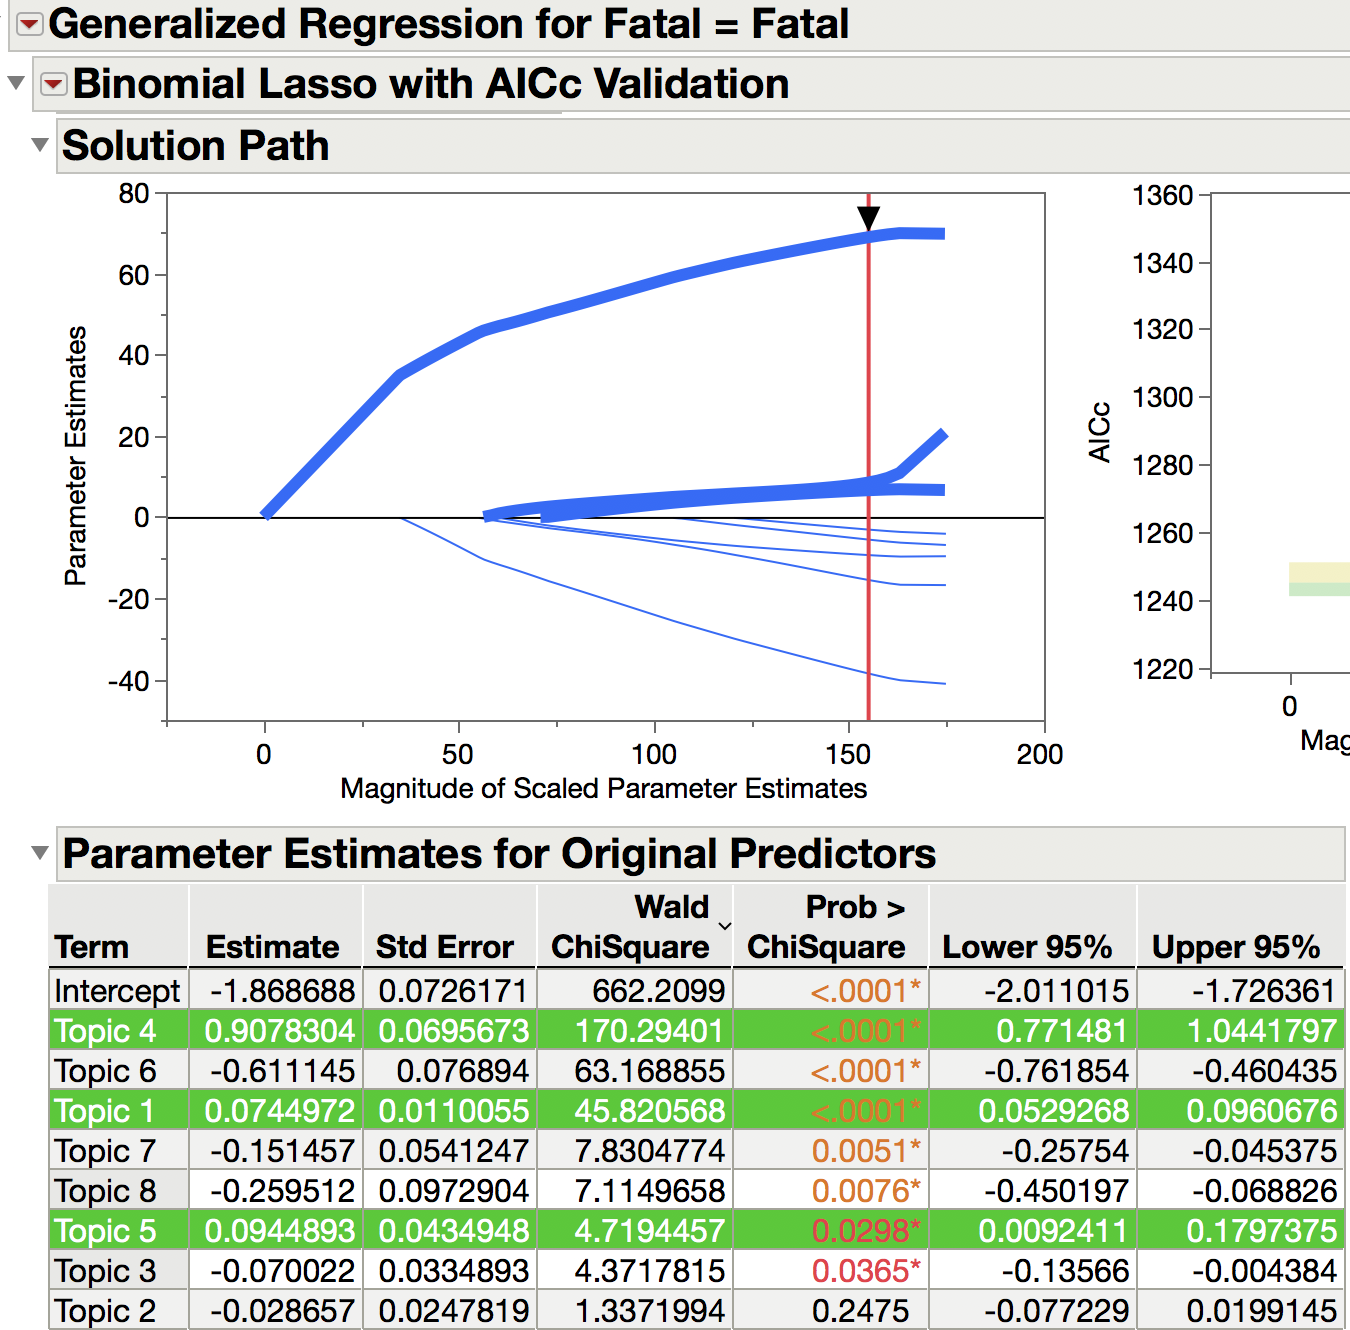 Generalized Regression for Fatal = Fatal
Binomial Lasso with AICc Validation
Solution Path
80
60
40
20
0
-20
-40
Parameter Estimates
0 50 100 150 200
Magnitude of Scaled Parameter Estimates
1360
1340
1320
1300
1280
1260
1240
1220
AICc
0
Mag
Parameter Estimates for Original Predictors
Term Estimate Std Error Wald ChiSquare Prob > ChiSquare Lower 95% Upper 95%
Intercept -1.868688 0.0726171 662.2099 <.0001* -2.011015 -1.726361
Topic 4 0.9078304 0.0695673 170.29401 <.0001* 0.771481 1.0441797
Topic 6 -0.611145 0.076894 63.168855 <.0001* -0.761854 -0.460435
Topic 1 0.0744972 0.0110055 45.820568 <.0001* 0.0529268 0.0960676
Topic 7 -0.151457 0.0541247 7.8304774 0.0051* -0.25754 -0.045375
Topic 8 -0.259512 0.0972904 7.1149658 0.0076* -0.450197 -0.068826
Topic 5 0.0944893 0.0434948 4.7194457 0.0298* 0.0092411 0.1797375
Topic 3 -0.070022 0.0334893 4.3717815 0.0365* -0.13566 -0.004384
Topic 2 -0.028657 0.0247819 1.3371994 0.2475 -0.077229 0.0199145